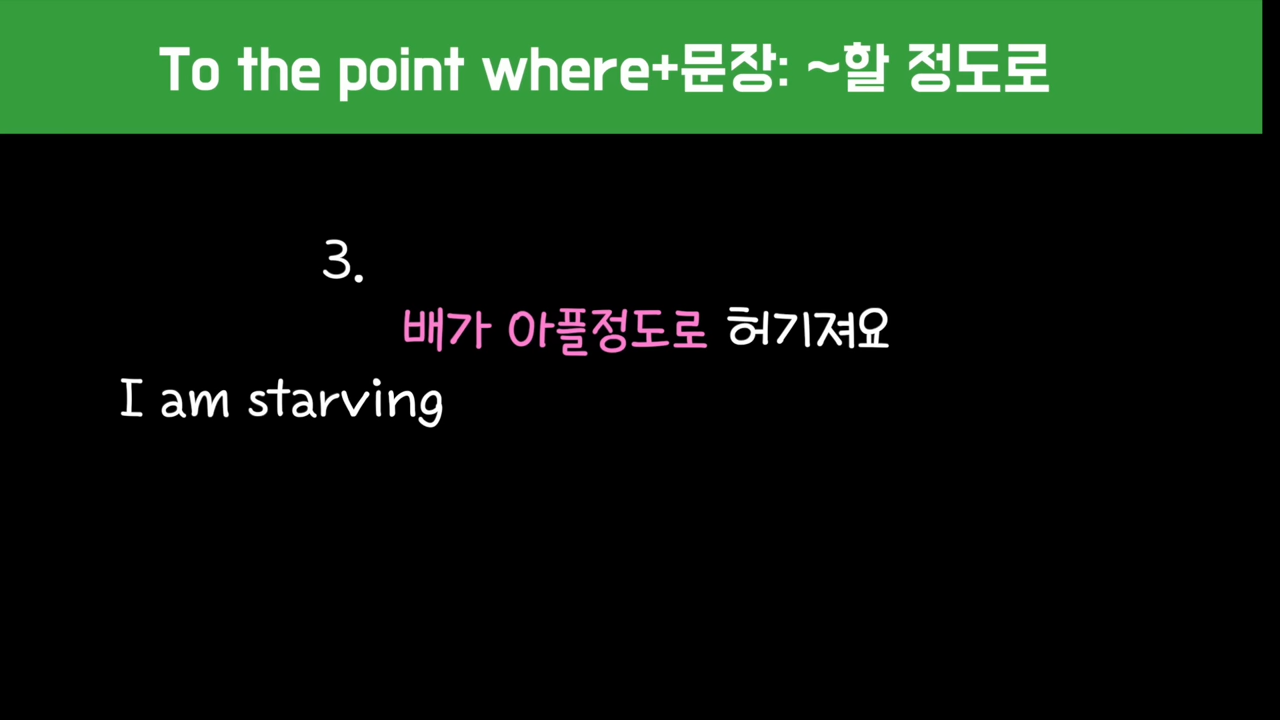 To the point where+문장: ~할 정도로
3.
배가 아플정도로 허기져요
I am starving